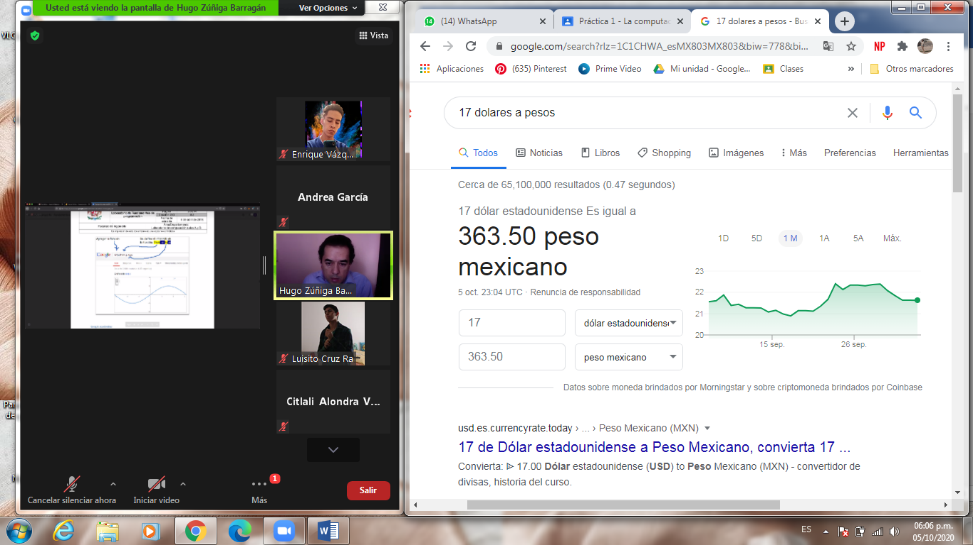 Usted está viendo la pantalla de Hugo Zúñiga Barragán
Ver Opciones
Vista
Enrique Vázq...
Andrea García
Hugo Zúñiga Ba...
Luisito Cruz Ra
Citlali Alondra V...
Cancelar silenciar ahora
Iniciar video
Más
1
Salir
(14) WhatsApp
Práctica 1 - La computa
17 dolares a pesos - Bus
google.com/search?rlz=1C1CHWA_esMX803MX803&biw=778&bi...
NP
Aplicaciones
(635) Pinterest
Prime Video
Mi unidad - Google...
Clases
»
Otros marcadores
17 dolares a pesos
Todos
Noticias
Libros
Shopping
Imágenes
Más
Preferencias
Herramientas
Cerca de 65,100,000 resultados (0.47 segundos)
17 dólar estadounidense Es igual a
363.50 peso
mexicano
5 oct. 23:04 UTC · Renuncia de responsabilidad
17
dólar estadounidense
363.50
peso mexicano
1D 5D 1 M 1A 5A Máx.
23
22
21
20
15 sep. 26 sep.
Datos sobre moneda brindados por Morningstar y sobre criptomoneda brindados por Coinbase
usd.es.currencyrate.today › ... › Peso Mexicano (MXN)
17 de Dólar estadounidense a Peso Mexicano, convierta 17 ...
Convierta: ᐈ 17.00 Dólar estadounidense (USD) to Peso Mexicano (MXN) - convertidor de
divisas, historia del curso.
ES
06:06 p.m.
05/10/2020